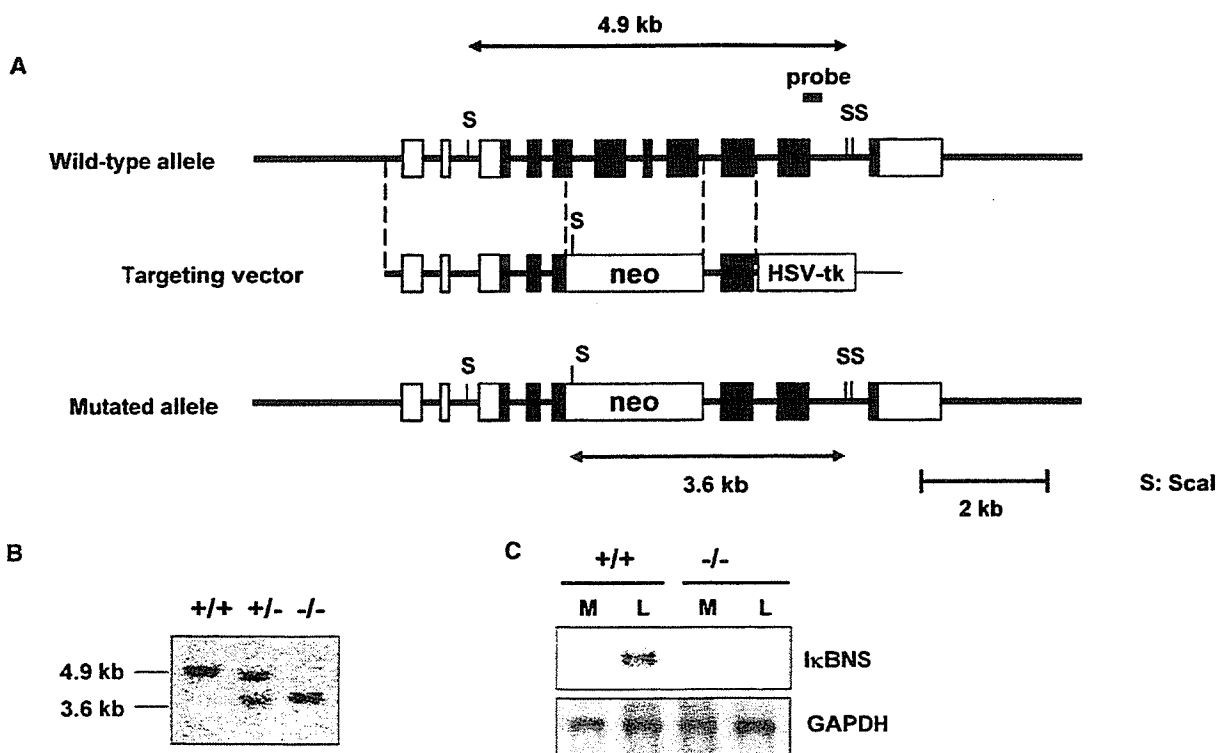 A
4.9 kb
probe
S
SS
Wild-type allele
S
Targeting vector
neo
HSV-tk
S
S
SS
Mutated allele
neo
3.6 kb
2 kb
S: ScaI
B
+/+ +/- -/-
4.9 kb
3.6 kb
C
+/+ -/-
M L M L
IκBNS
GAPDH